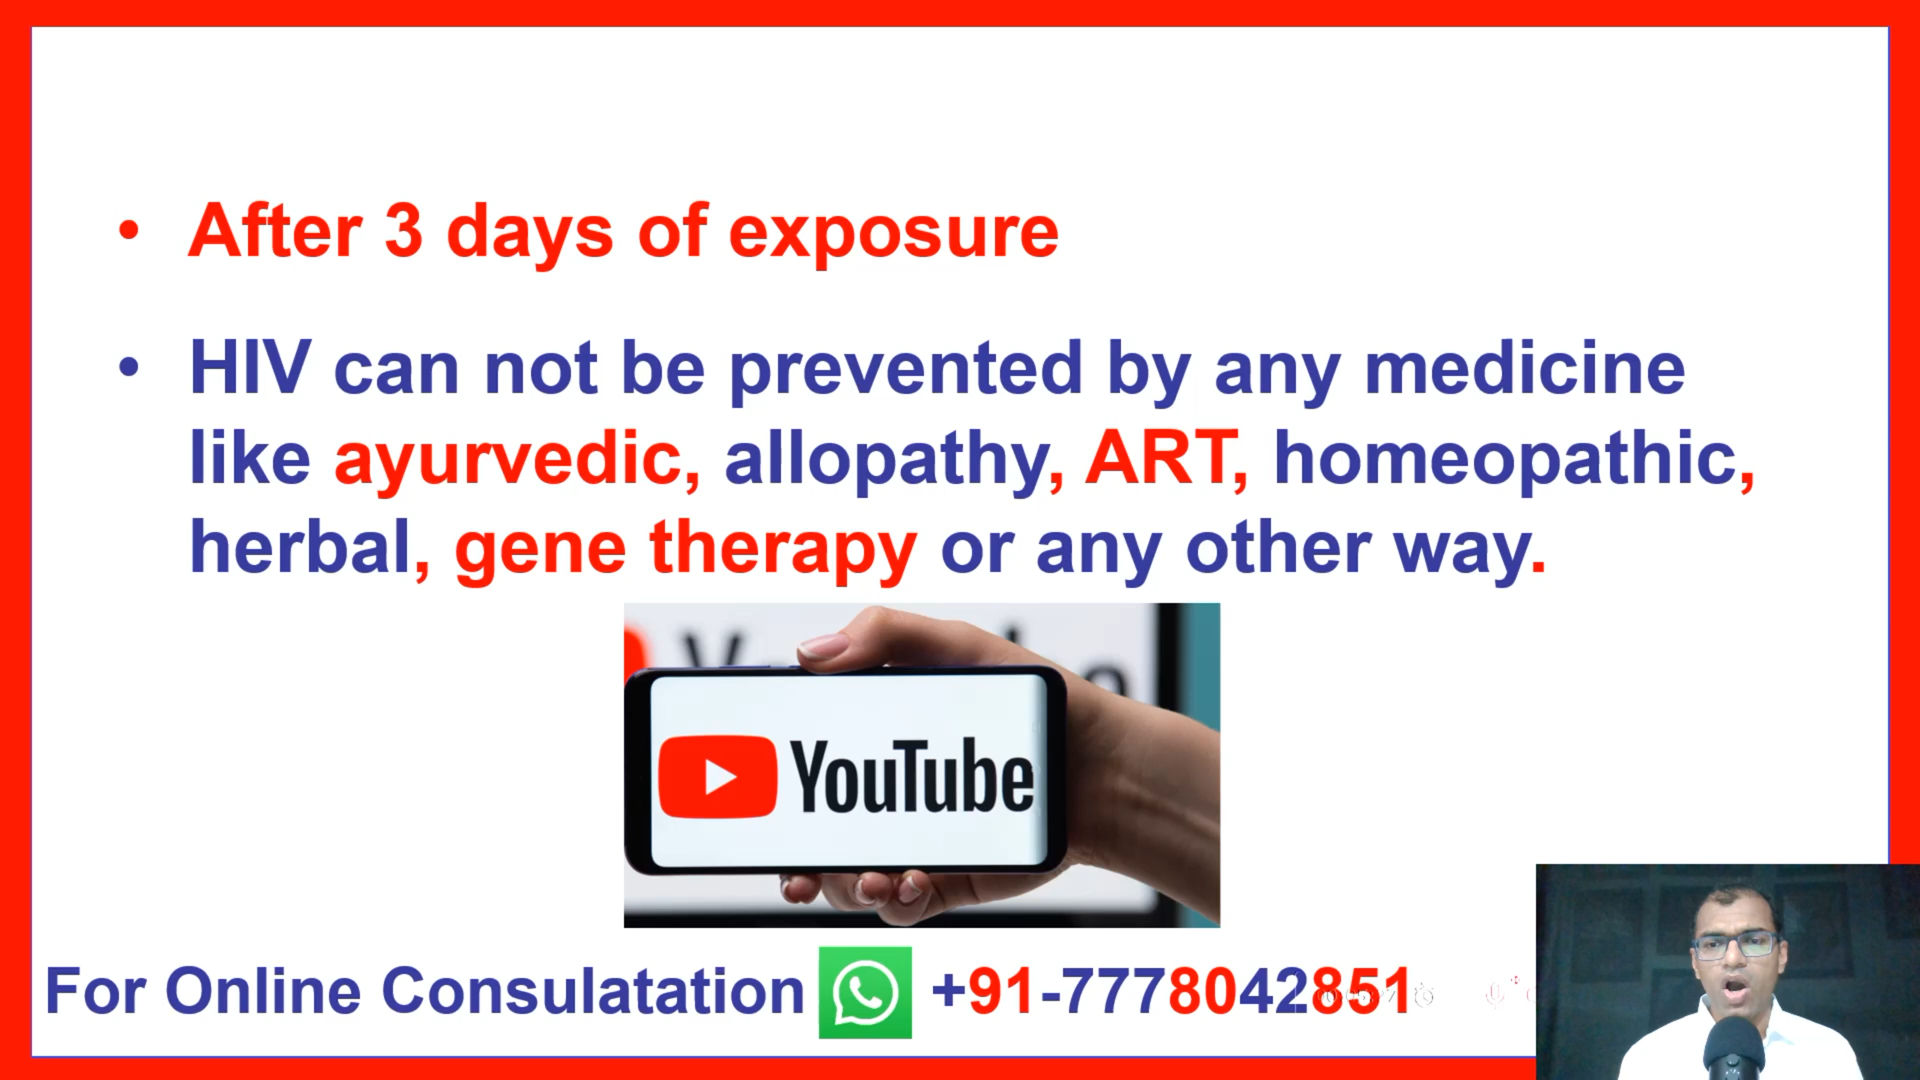 • After 3 days of exposure
• HIV can not be prevented by any medicine
like ayurvedic, allopathy, ART, homeopathic,
herbal, gene therapy or any other way.
YouTube
For Online Consulatation +91-7778042851